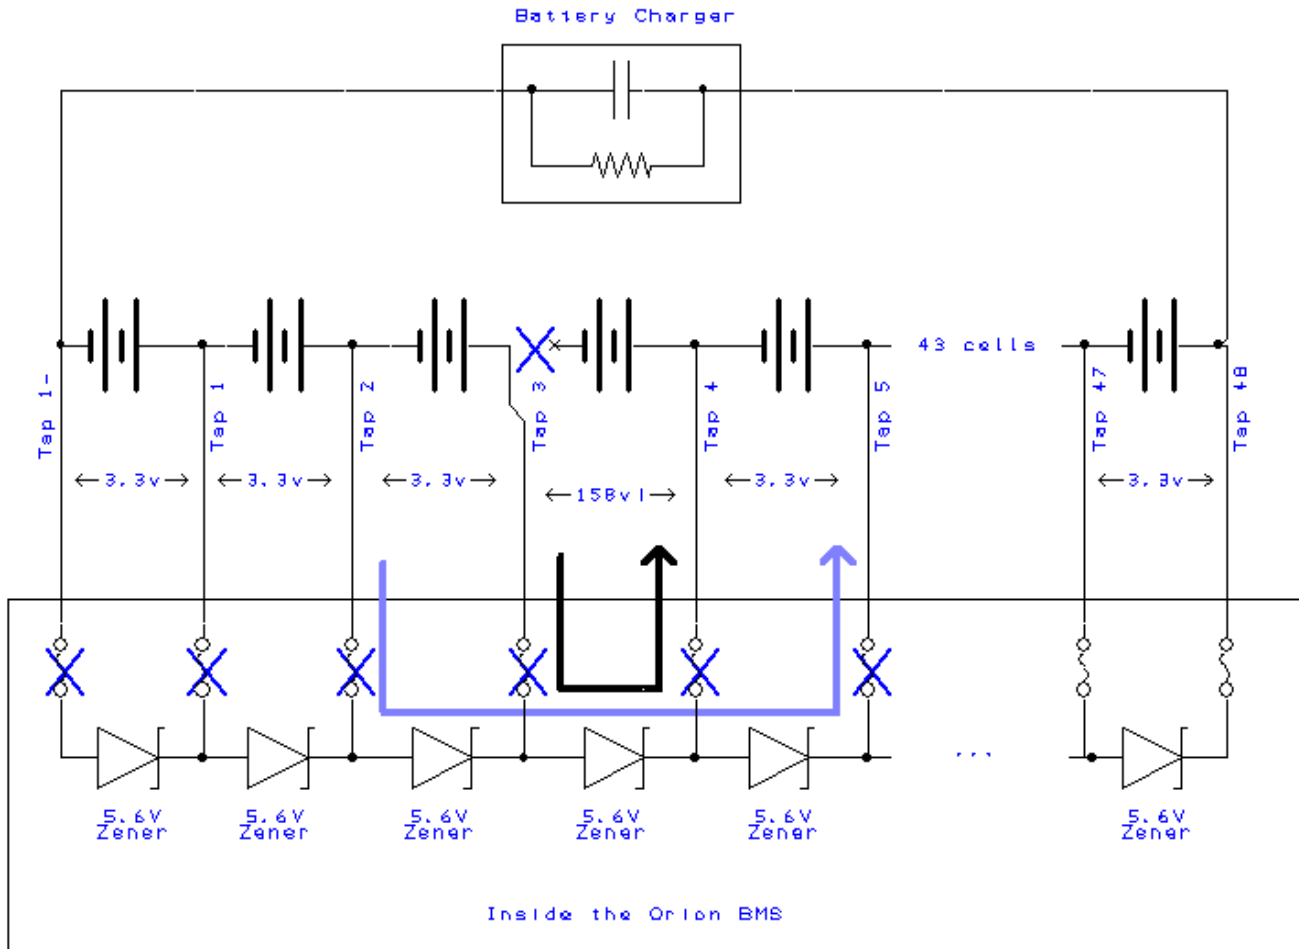 Battery Charger
43 cells
Tap 1-
Tap 1
Tap 2
Tap 3
Tap 4
Tap 5
Tap 47
Tap 48
3.3v
3.3v
3.3v
158v!
3.3v
3.3v
5.6V
Zener
5.6V
Zener
5.6V
Zener
5.6V
Zener
5.6V
Zener
...
5.6V
Zener
Inside the Orion BMS